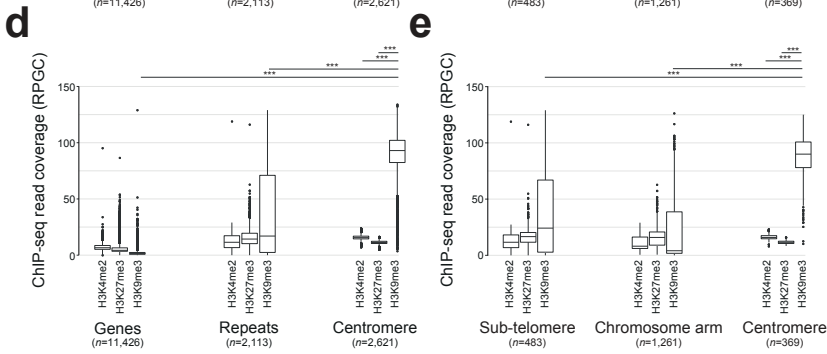 (n=11,426) (n=2,113) (n=2,621) (n=483) (n=1,261) (n=369)
d
ChIP-seq read coverage (RPGC)
150
100
50
0
***
***
***
***
H3K4me2 H3K27me3 H3K9me3 H3K4me2 H3K27me3 H3K9me3 H3K4me2 H3K27me3 H3K9me3
Genes Repeats Centromere
(n=11,426) (n=2,113) (n=2,621)
e
ChIP-seq read coverage (RPGC)
150
100
50
0
***
***
***
***
H3K4me2 H3K27me3 H3K9me3 H3K4me2 H3K27me3 H3K9me3 H3K4me2 H3K27me3 H3K9me3
Sub-telomere Chromosome arm Centromere
(n=483) (n=1,261) (n=369)